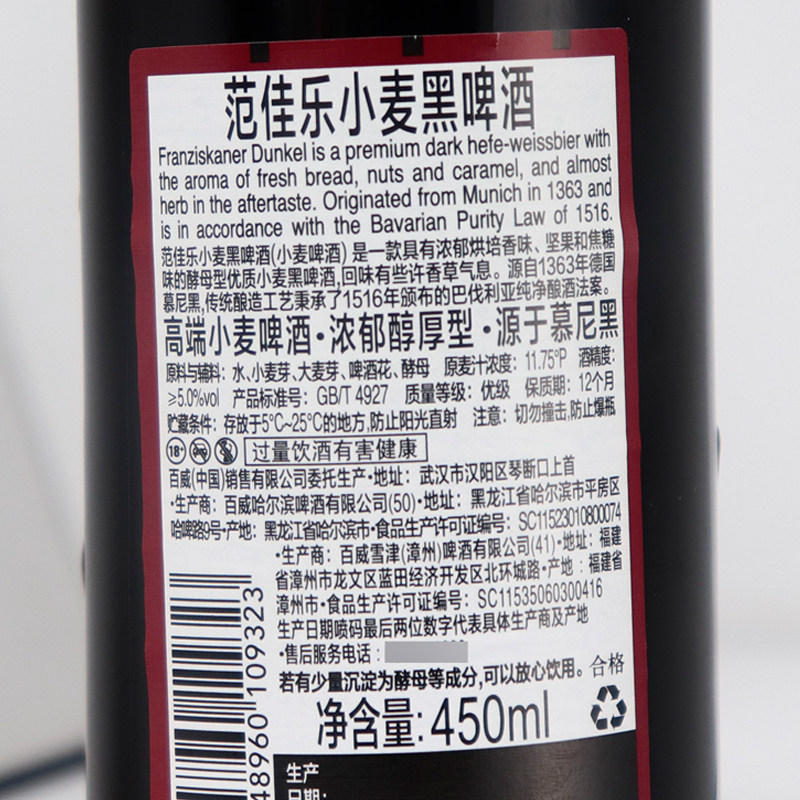 范佳乐小麦黑啤酒
Franziskaner Dunkel is a premium dark hefe-weissbier with
the aroma of fresh bread, nuts and caramel, and almost
herb in the aftertaste. Originated from Munich in 1363 and
is in accordance with the Bavarian Purity Law of 1516.
范佳乐小麦黑啤酒(小麦啤酒) 是一款具有浓郁烘培香味、坚果和焦糖
味的酵母型优质小麦黑啤酒,回味有些许香草气息。源自1363年德国
慕尼黑,传统酿造工艺秉承了1516年颁布的巴伐利亚纯净酿酒法案。
高端小麦啤酒·浓郁醇厚型·源于慕尼黑
原料与辅料: 水、小麦芽、大麦芽、啤酒花、酵母 原麦汁浓度: 11.75°P 酒精度:
≥5.0%vol 产品标准号: GB/T 4927 质量等级: 优级 保质期: 12个月
贮藏条件: 存放于5°C~25°C的地方,防止阳光直射 注意: 切勿撞击,防止爆瓶
18+ 过量饮酒有害健康
百威(中国)销售有限公司委托生产·地址: 武汉市汉阳区琴断口上首
·生产商: 百威哈尔滨啤酒有限公司(50)·地址: 黑龙江省哈尔滨市平房区
哈啤路9号·产地: 黑龙江省哈尔滨市·食品生产许可证编号: SC11523010800074
·生产商: 百威雪津(漳州)啤酒有限公司(41)·地址: 福建
省漳州市龙文区蓝田经济开发区北环城路·产地: 福建省
漳州市·食品生产许可证编号: SC11535060300416
生产日期喷码最后两位数字代表具体生产商及产地
·售后服务电话:
若有少量沉淀为酵母等成分,可以放心饮用。合格
净含量:450ml
48960 109323
生产
日期: